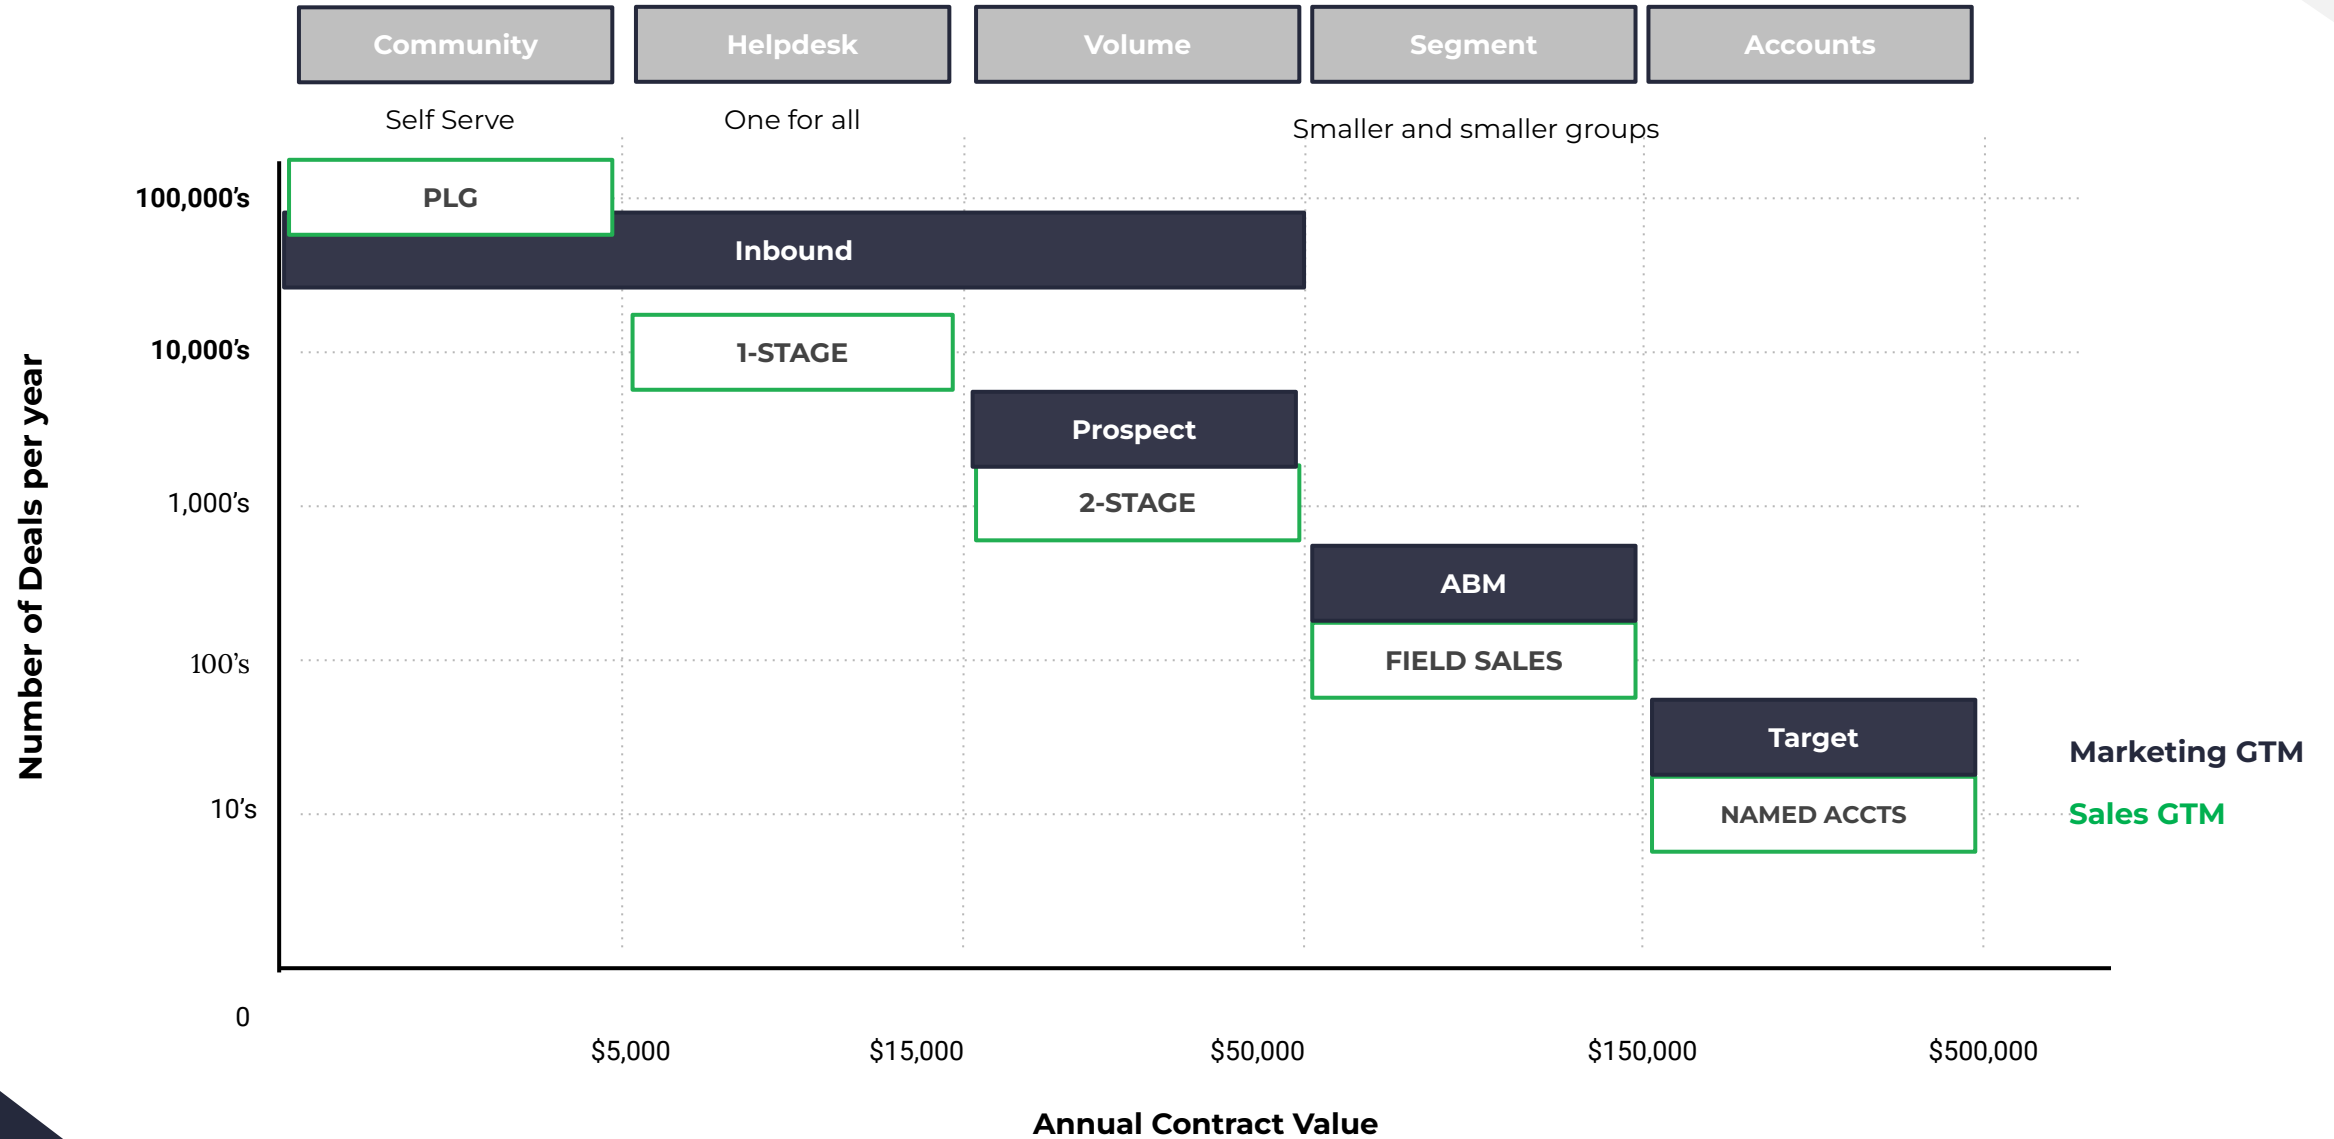 Community
Helpdesk
Volume
Segment
Accounts
Self Serve
One for all
Smaller and smaller groups
100,000’s
PLG
Inbound
10,000’s
1-STAGE
Prospect
1,000’s
2-STAGE
ABM
100’s
FIELD SALES
Target
Marketing GTM
10’s
NAMED ACCTS
Sales GTM
Number of Deals per year
0
$5,000
$15,000
$50,000
$150,000
$500,000
Annual Contract Value